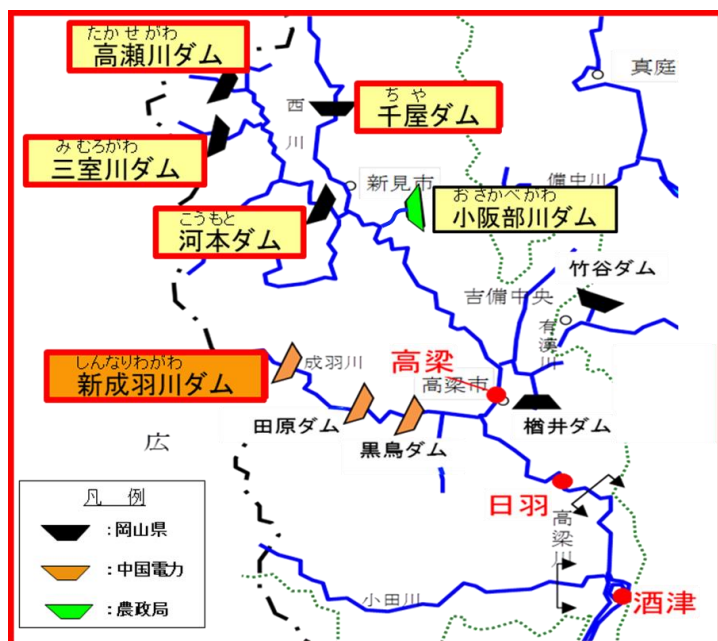 たかせがわ
高瀬川ダム
真庭
西川
ちや
千屋ダム
みむろがわ
三室川ダム
新見市
備中川
おさかべがわ
小阪部川ダム
こうもと
河本ダム
竹谷ダム
吉備中央
有漢川
しんなりわがわ
新成羽川ダム
成羽川
高梁
高梁市
田原ダム
黒鳥ダム
楢井ダム
広
日羽
高梁川
凡 例
:岡山県
:中国電力
:農政局
小田川
酒津